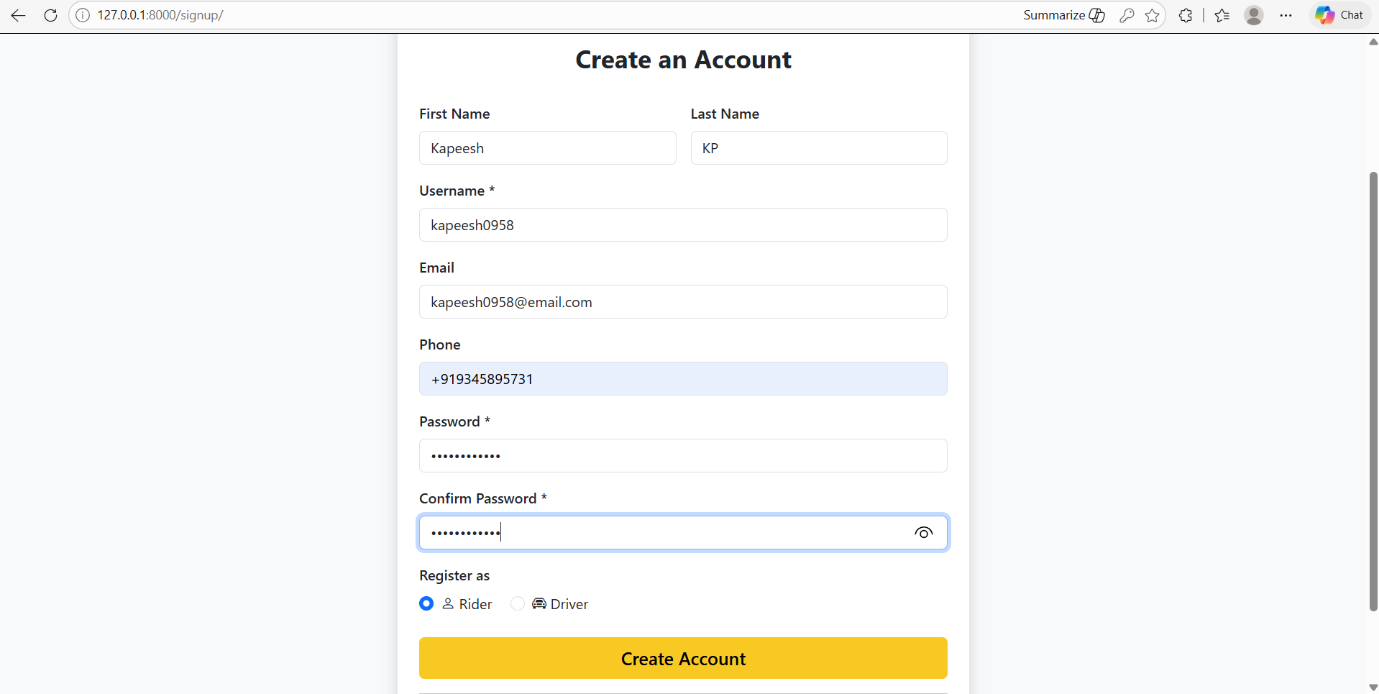 127.0.0.1:8000/signup/
Summarize
Chat
Create an Account
First Name
Last Name
Kapeesh
KP
Username *
kapeesh0958
Email
kapeesh0958@email.com
Phone
+919345895731
Password *
••••••••••••
Confirm Password *
••••••••••••
Register as
Rider
Driver
Create Account